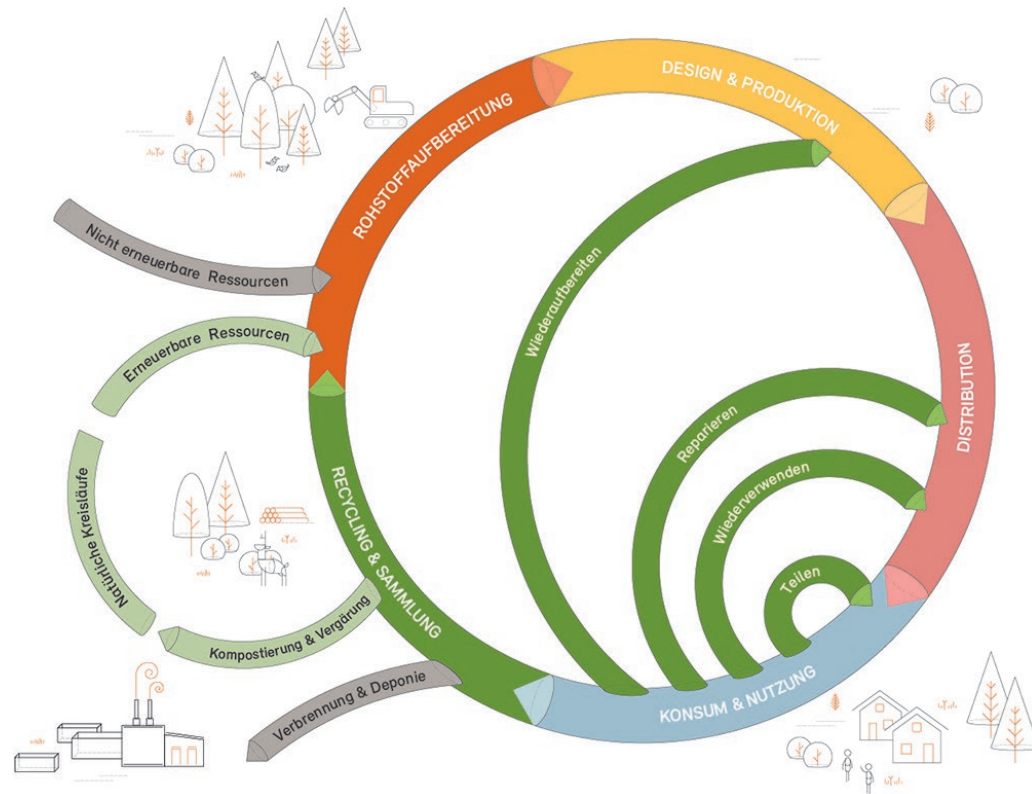 DESIGN & PRODUKTION
ROHSTOFFAUFBEREITUNG
Nicht erneuerbare Ressourcen
Wiederaufbereiten
Erneuerbare Ressourcen
DISTRIBUTION
Reparieren
Wiederverwenden
Natürliche Kreisläufe
RECYCLING & SAMMLUNG
Teilen
Kompostierung & Vergärung
Verbrennung & Deponie
KONSUM & NUTZUNG